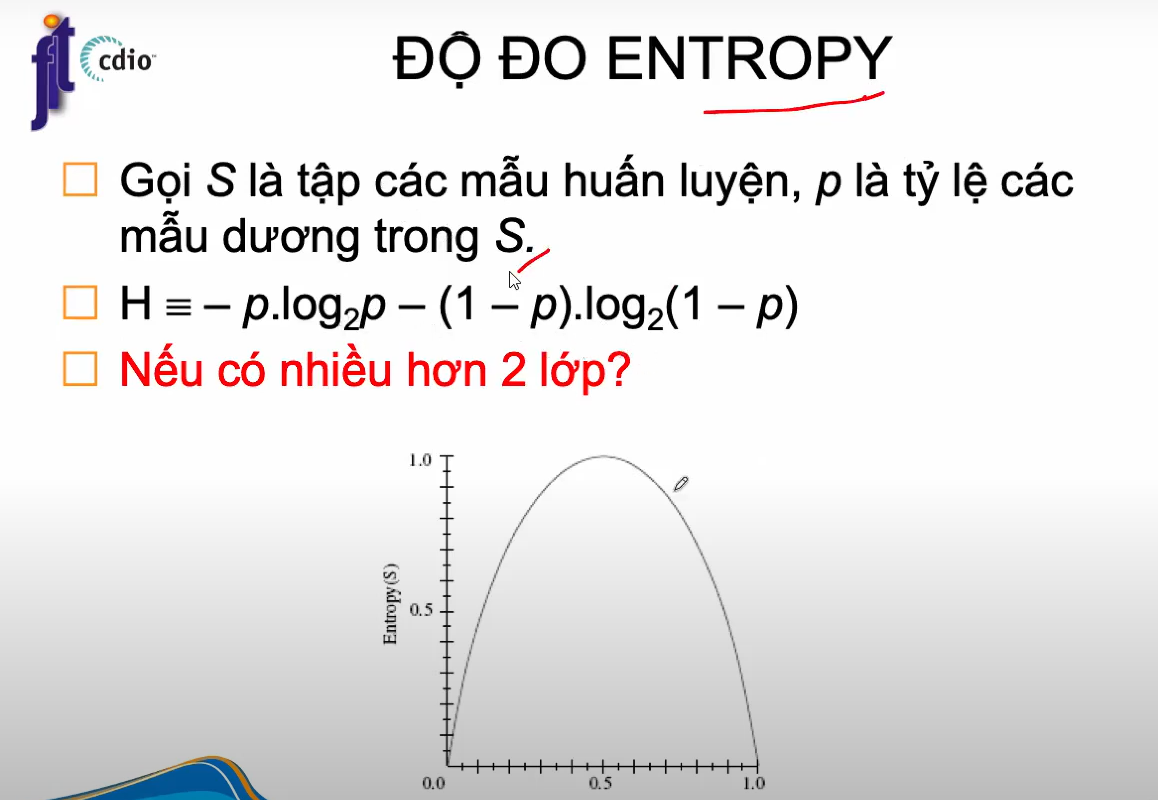 fit
cdio™
ĐỘ ĐO ENTROPY
Gọi S là tập các mẫu huấn luyện, p là tỷ lệ các
mẫu dương trong S.
H ≡ – p.log₂p – (1 – p).log₂(1 – p)
Nếu có nhiều hơn 2 lớp?
1.0
Entropy(S)
0.5
0.0 0.5 1.0